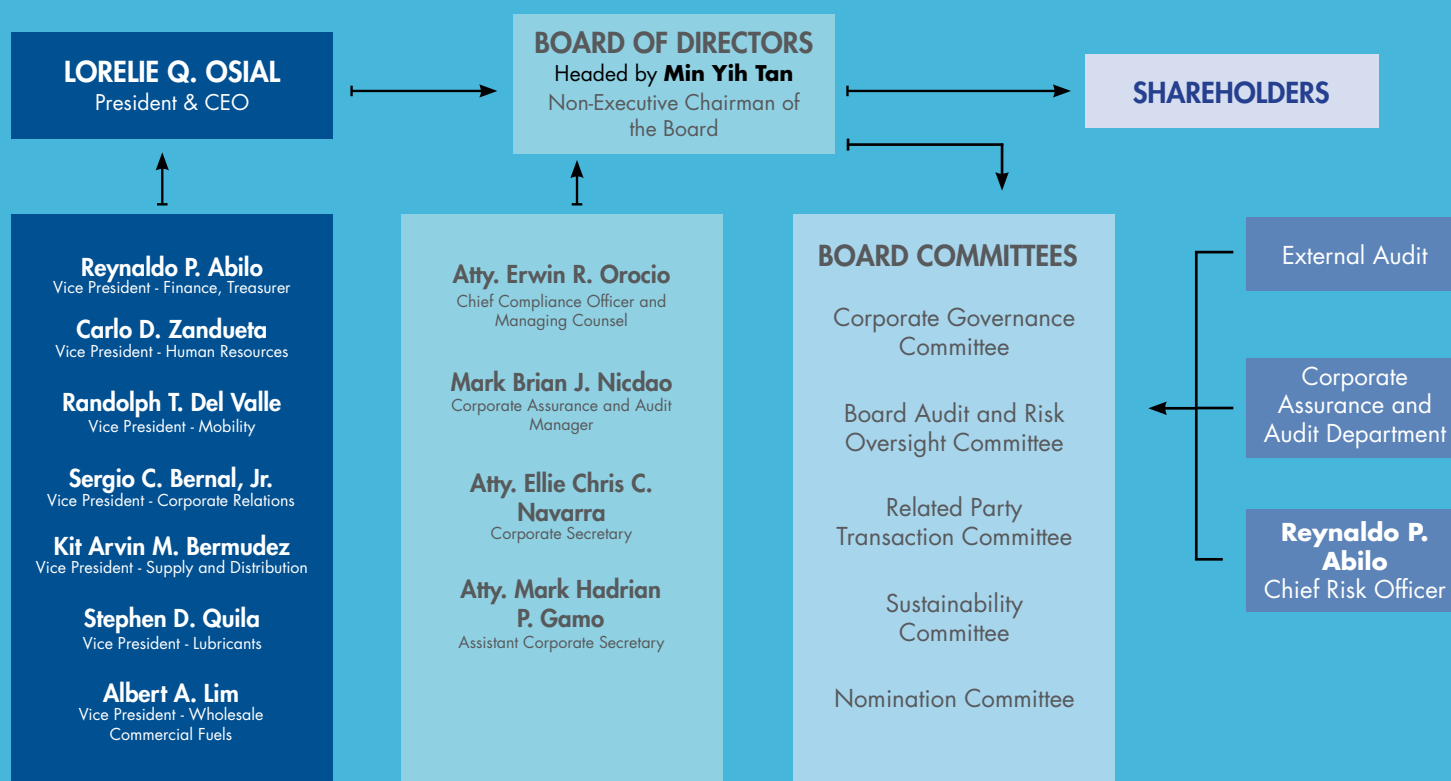 LORELIE Q. OSIAL
President & CEO
BOARD OF DIRECTORS
Headed by Min Yih Tan
Non-Executive Chairman of
the Board
SHAREHOLDERS
Reynaldo P. Abilo
Vice President - Finance, Treasurer
Carlo D. Zandueta
Vice President - Human Resources
Randolph T. Del Valle
Vice President - Mobility
Sergio C. Bernal, Jr.
Vice President - Corporate Relations
Kit Arvin M. Bermudez
Vice President - Supply and Distribution
Stephen D. Quila
Vice President - Lubricants
Albert A. Lim
Vice President - Wholesale
Commercial Fuels
Atty. Erwin R. Orocio
Chief Compliance Officer and
Managing Counsel
Mark Brian J. Nicdao
Corporate Assurance and Audit
Manager
Atty. Ellie Chris C.
Navarra
Corporate Secretary
Atty. Mark Hadrian
P. Gamo
Assistant Corporate Secretary
BOARD COMMITTEES
Corporate Governance
Committee
Board Audit and Risk
Oversight Committee
Related Party
Transaction Committee
Sustainability
Committee
Nomination Committee
External Audit
Corporate
Assurance and
Audit Department
Reynaldo P.
Abilo
Chief Risk Officer